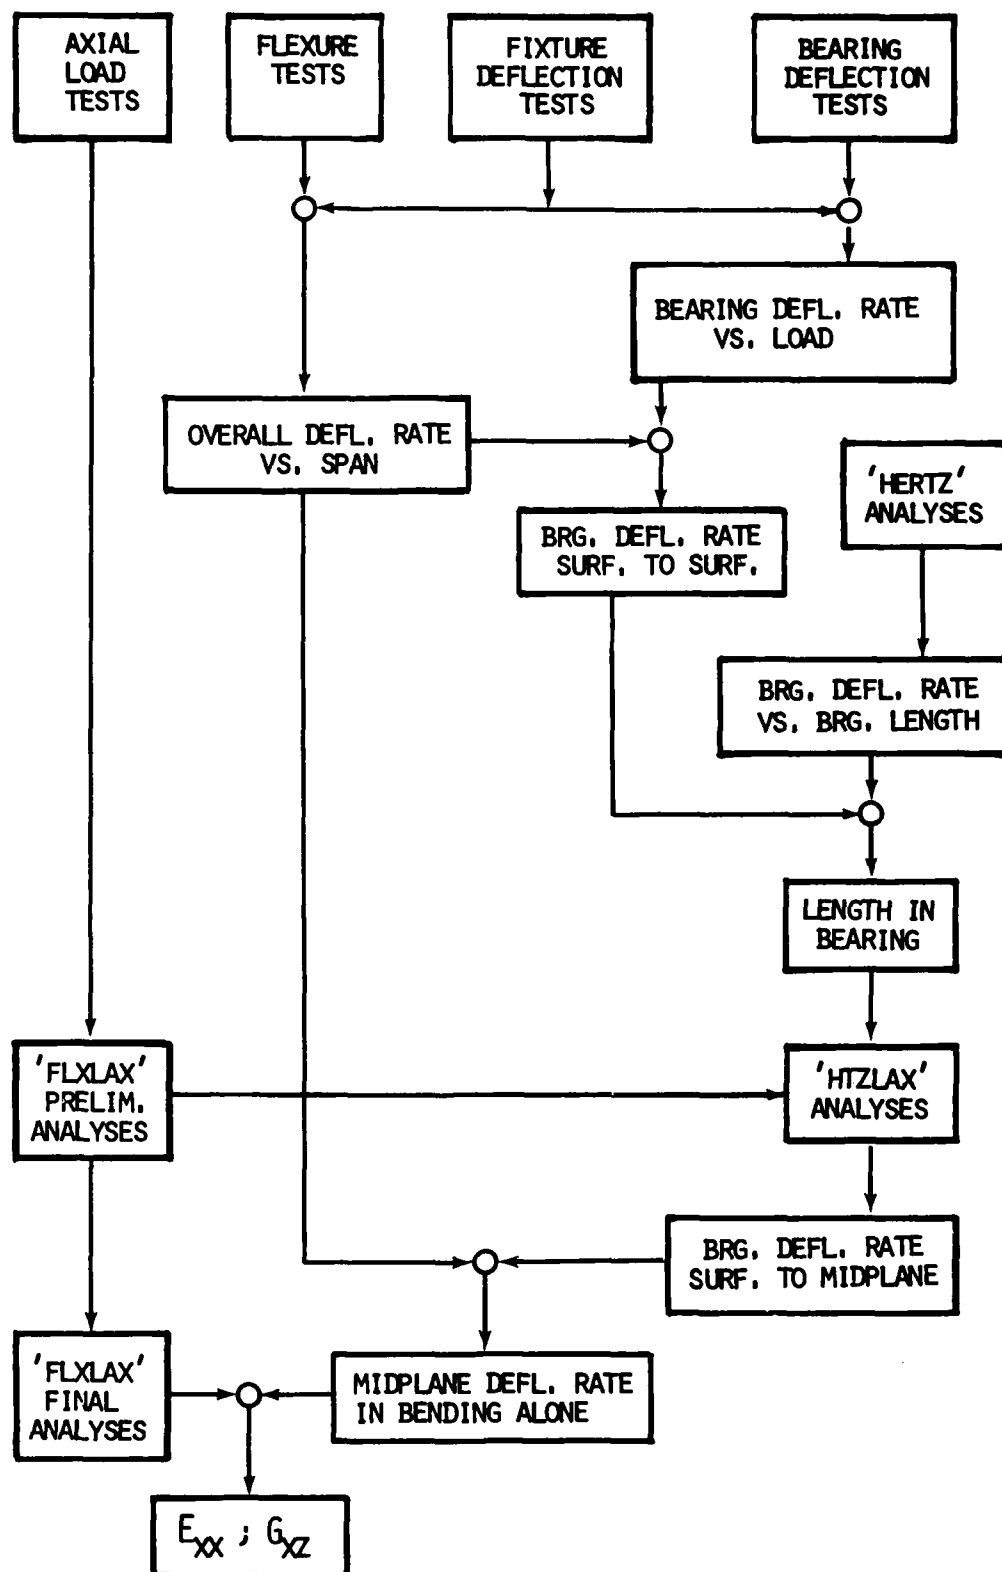 AXIAL
LOAD
TESTS
FLEXURE
TESTS
FIXTURE
DEFLECTION
TESTS
BEARING
DEFLECTION
TESTS
BEARING DEFL. RATE
VS. LOAD
OVERALL DEFL. RATE
VS. SPAN
'HERTZ'
ANALYSES
BRG. DEFL. RATE
SURF. TO SURF.
BRG. DEFL. RATE
VS. BRG. LENGTH
LENGTH IN
BEARING
'FLXLAX'
PRELIM.
ANALYSES
'HTZLAX'
ANALYSES
BRG. DEFL. RATE
SURF. TO MIDPLANE
'FLXLAX'
FINAL
ANALYSES
MIDPLANE DEFL. RATE
IN BENDING ALONE
E_XX ; G_XZ